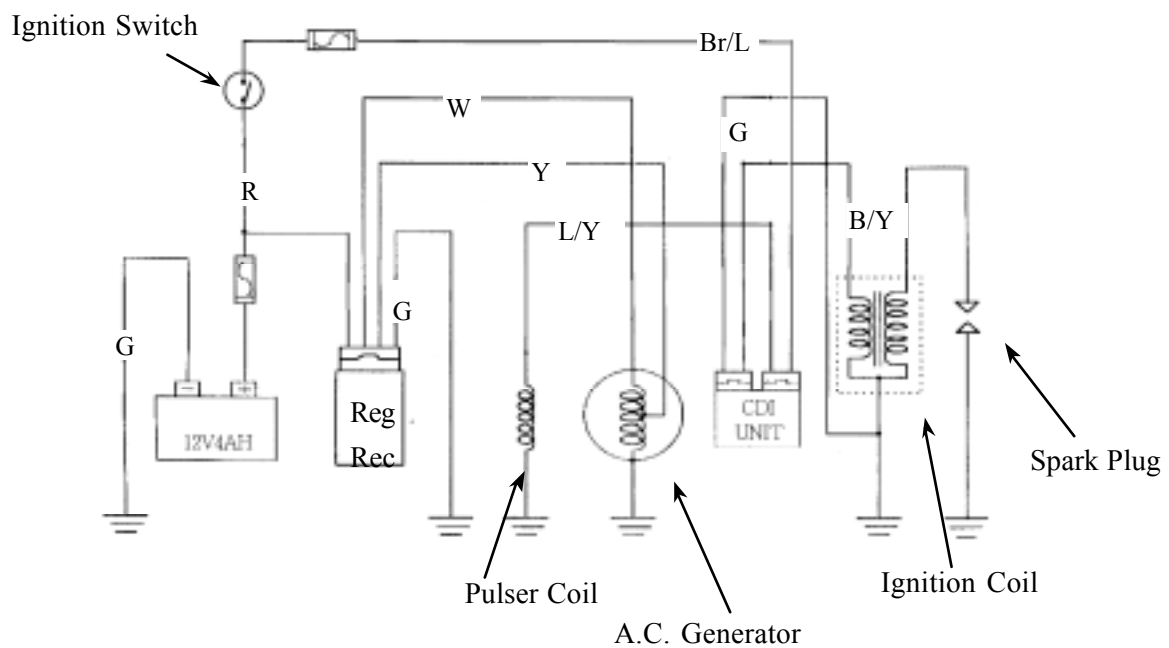 Ignition Switch
Br/L
W
G
Y
R
B/Y
L/Y
G
G
Reg
Rec
12V4AH
CDI
UNIT
Spark Plug
Ignition Coil
Pulser Coil
A.C. Generator